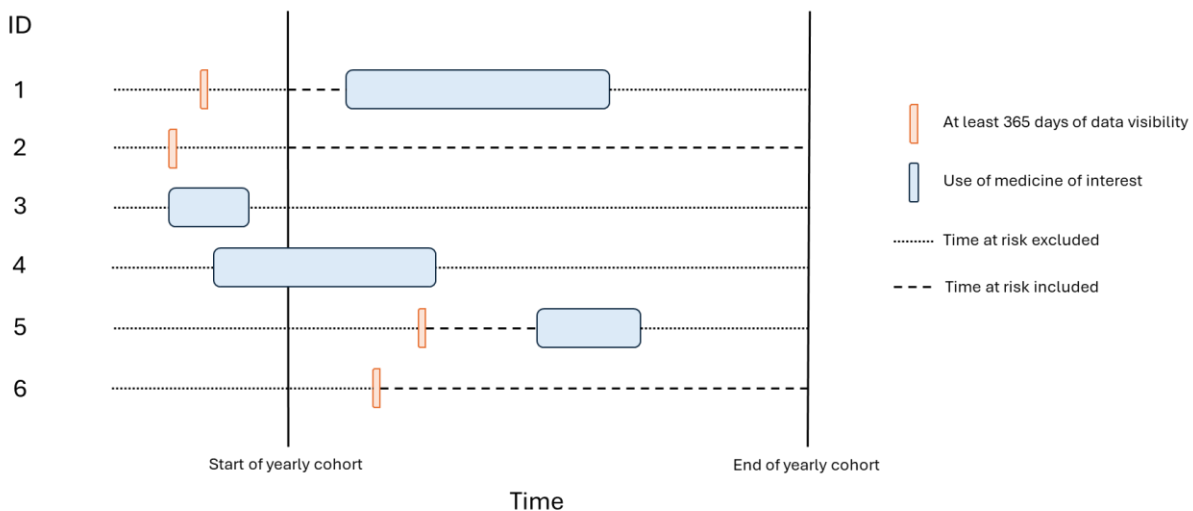 ID
1
2
3
4
5
6
At least 365 days of data visibility
Use of medicine of interest
Time at risk excluded
Time at risk included
Start of yearly cohort
End of yearly cohort
Time